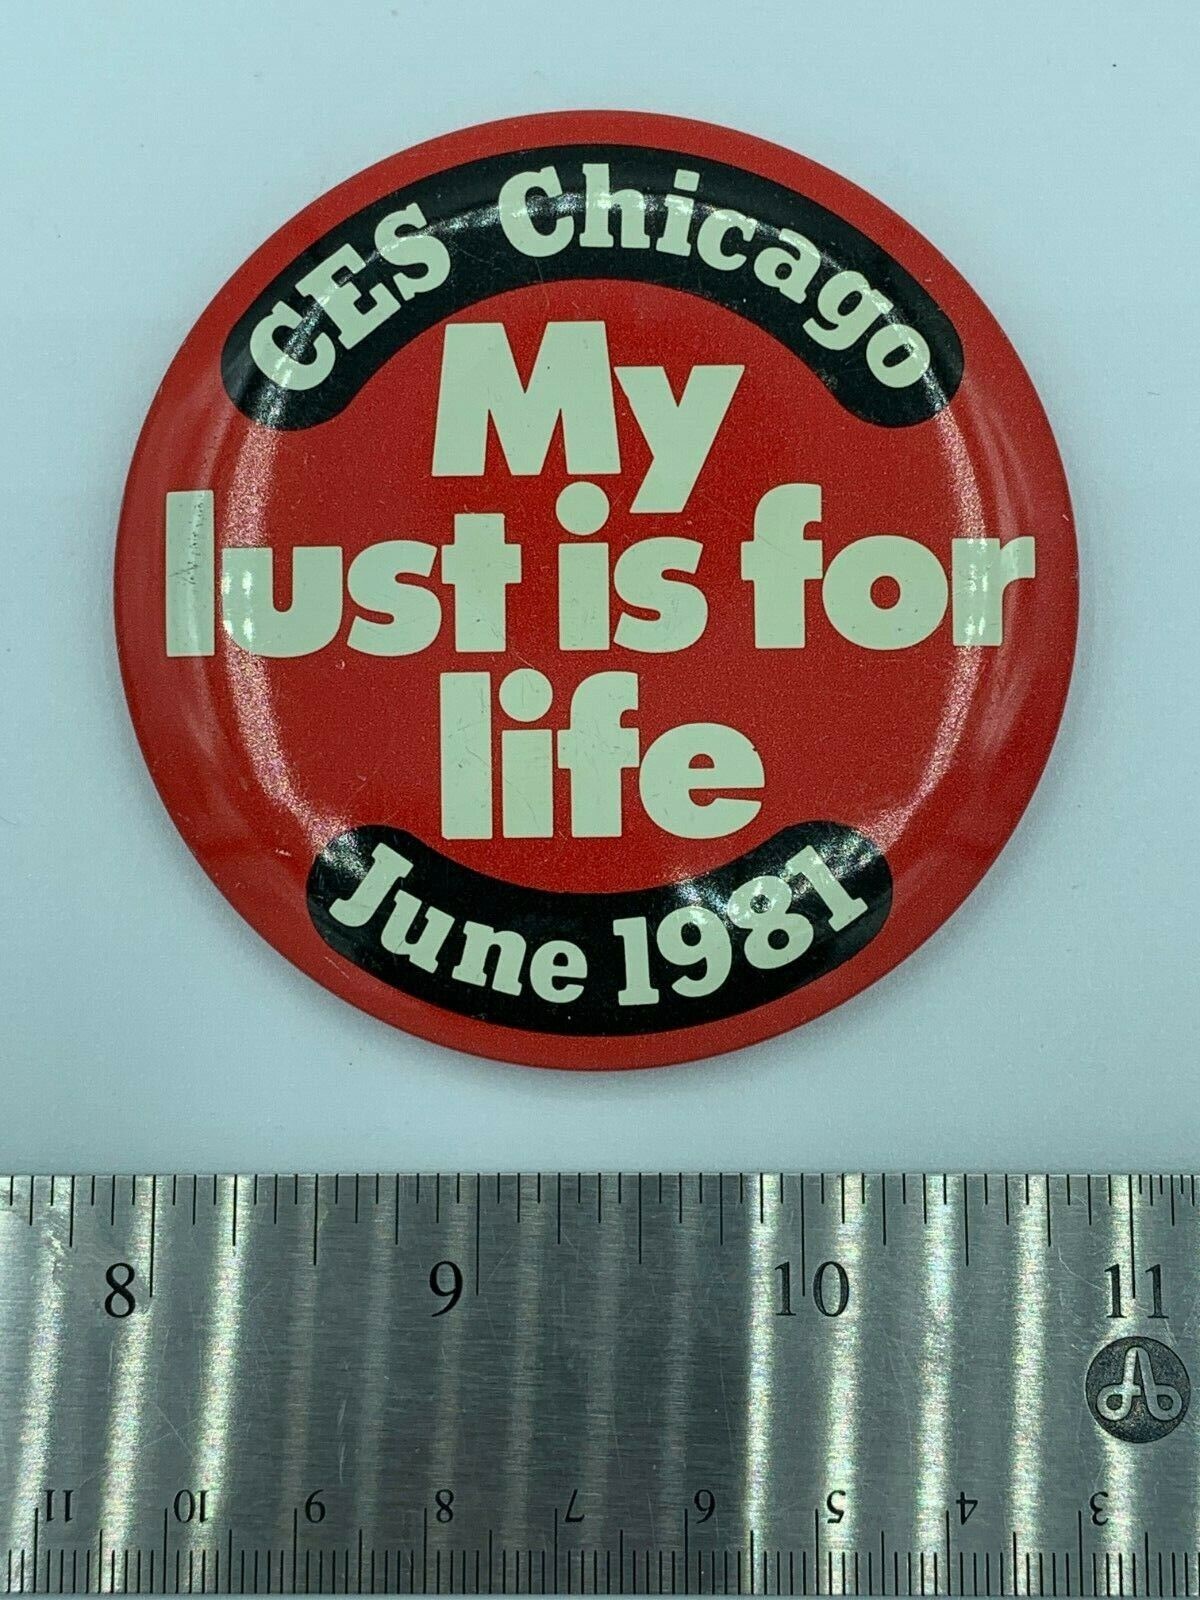 CES Chicago
My
lust is for
life
June 1981
8 9 10 11
11 10 9 8 7 6 5 4 3